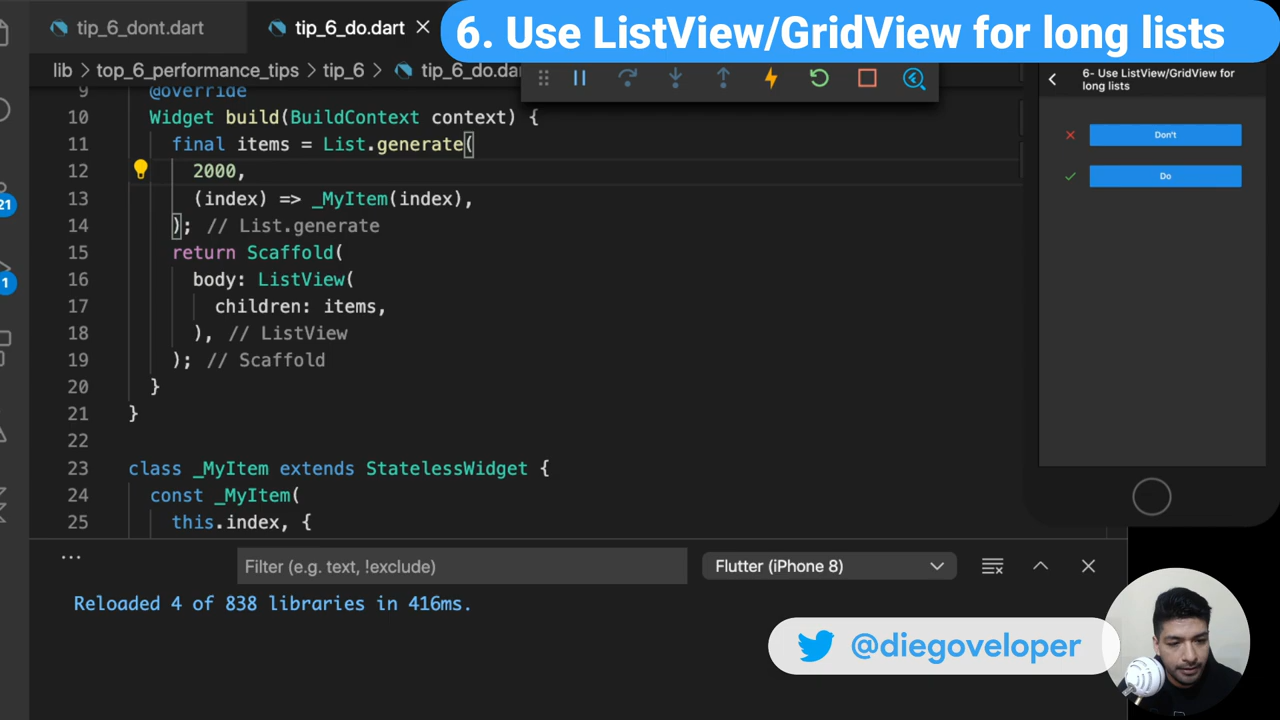 tip_6_dont.dart
tip_6_do.dart
6. Use ListView/GridView for long lists
lib > top_6_performance_tips > tip_6 > tip_6_do.dar
9 @override
10 Widget build(BuildContext context) {
11 final items = List.generate(
12 2000,
13 (index) => _MyItem(index),
14 ); // List.generate
15 return Scaffold(
16 body: ListView(
17 children: items,
18 ), // ListView
19 ); // Scaffold
20 }
21 }
22
23 class _MyItem extends StatelessWidget {
24 const _MyItem(
25 this.index, {
21
1
6- Use ListView/GridView for
long lists
Don't
Do
...
Filter (e.g. text, !exclude)
Flutter (iPhone 8)
Reloaded 4 of 838 libraries in 416ms.
@diegoveloper